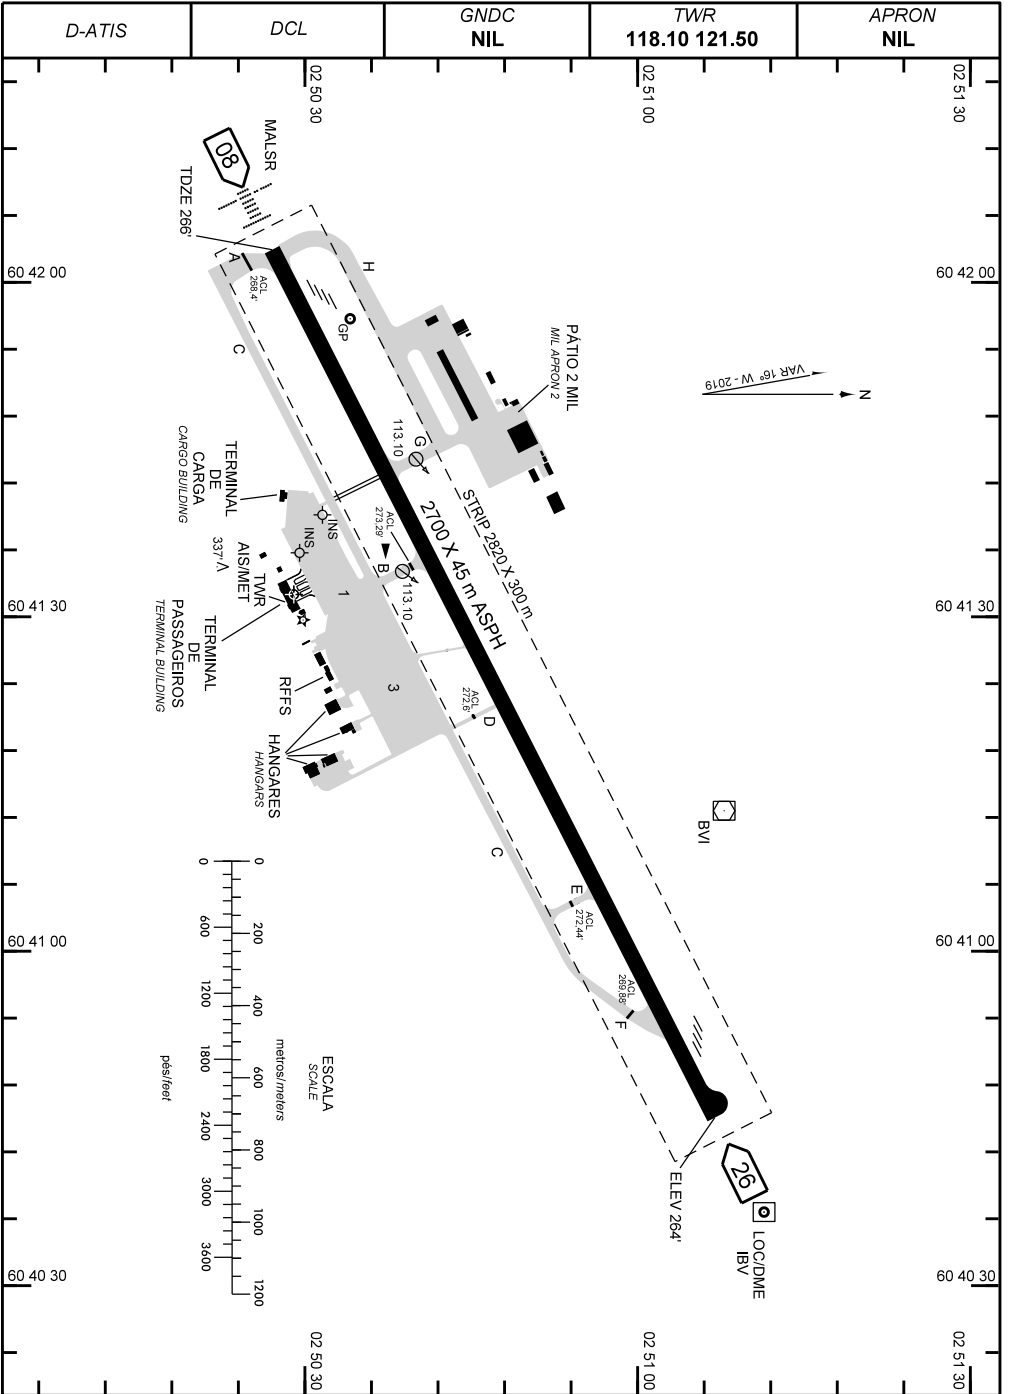 D-ATIS
DCL
GNDC
NIL
TWR
118.10 121.50
APRON
NIL
02 50 30
02 51 00
02 51 30
MALSR
08
TDZE 266'
60 42 00
60 42 00
A
ACL
268,4'
H
C
GP
PÁTIO 2 MIL
MIL APRON 2
VAR 16° W - 2019
N
G
113.10
STRIP 2820 X 300 m
2700 X 45 m ASPH
TERMINAL
DE
CARGA
CARGO BUILDING
INS
INS
ACL
273.29'
B
113.10
337'
AIS/MET
TWR
1
60 41 30
60 41 30
TERMINAL
DE
PASSAGEIROS
TERMINAL BUILDING
RFFS
3
ACL
272,6'
D
HANGARES
HANGARS
BVI
C
E
ACL
272,44'
60 41 00
60 41 00
ACL
269,88'
F
0
200
400
600
800
1000
1200
0
600
1200
1800
2400
3000
3600
metros/meters
pés/feet
ESCALA
SCALE
ELEV 264'
26
LOC/DME
IBV
60 40 30
60 40 30
02 50 30
02 51 00
02 51 30